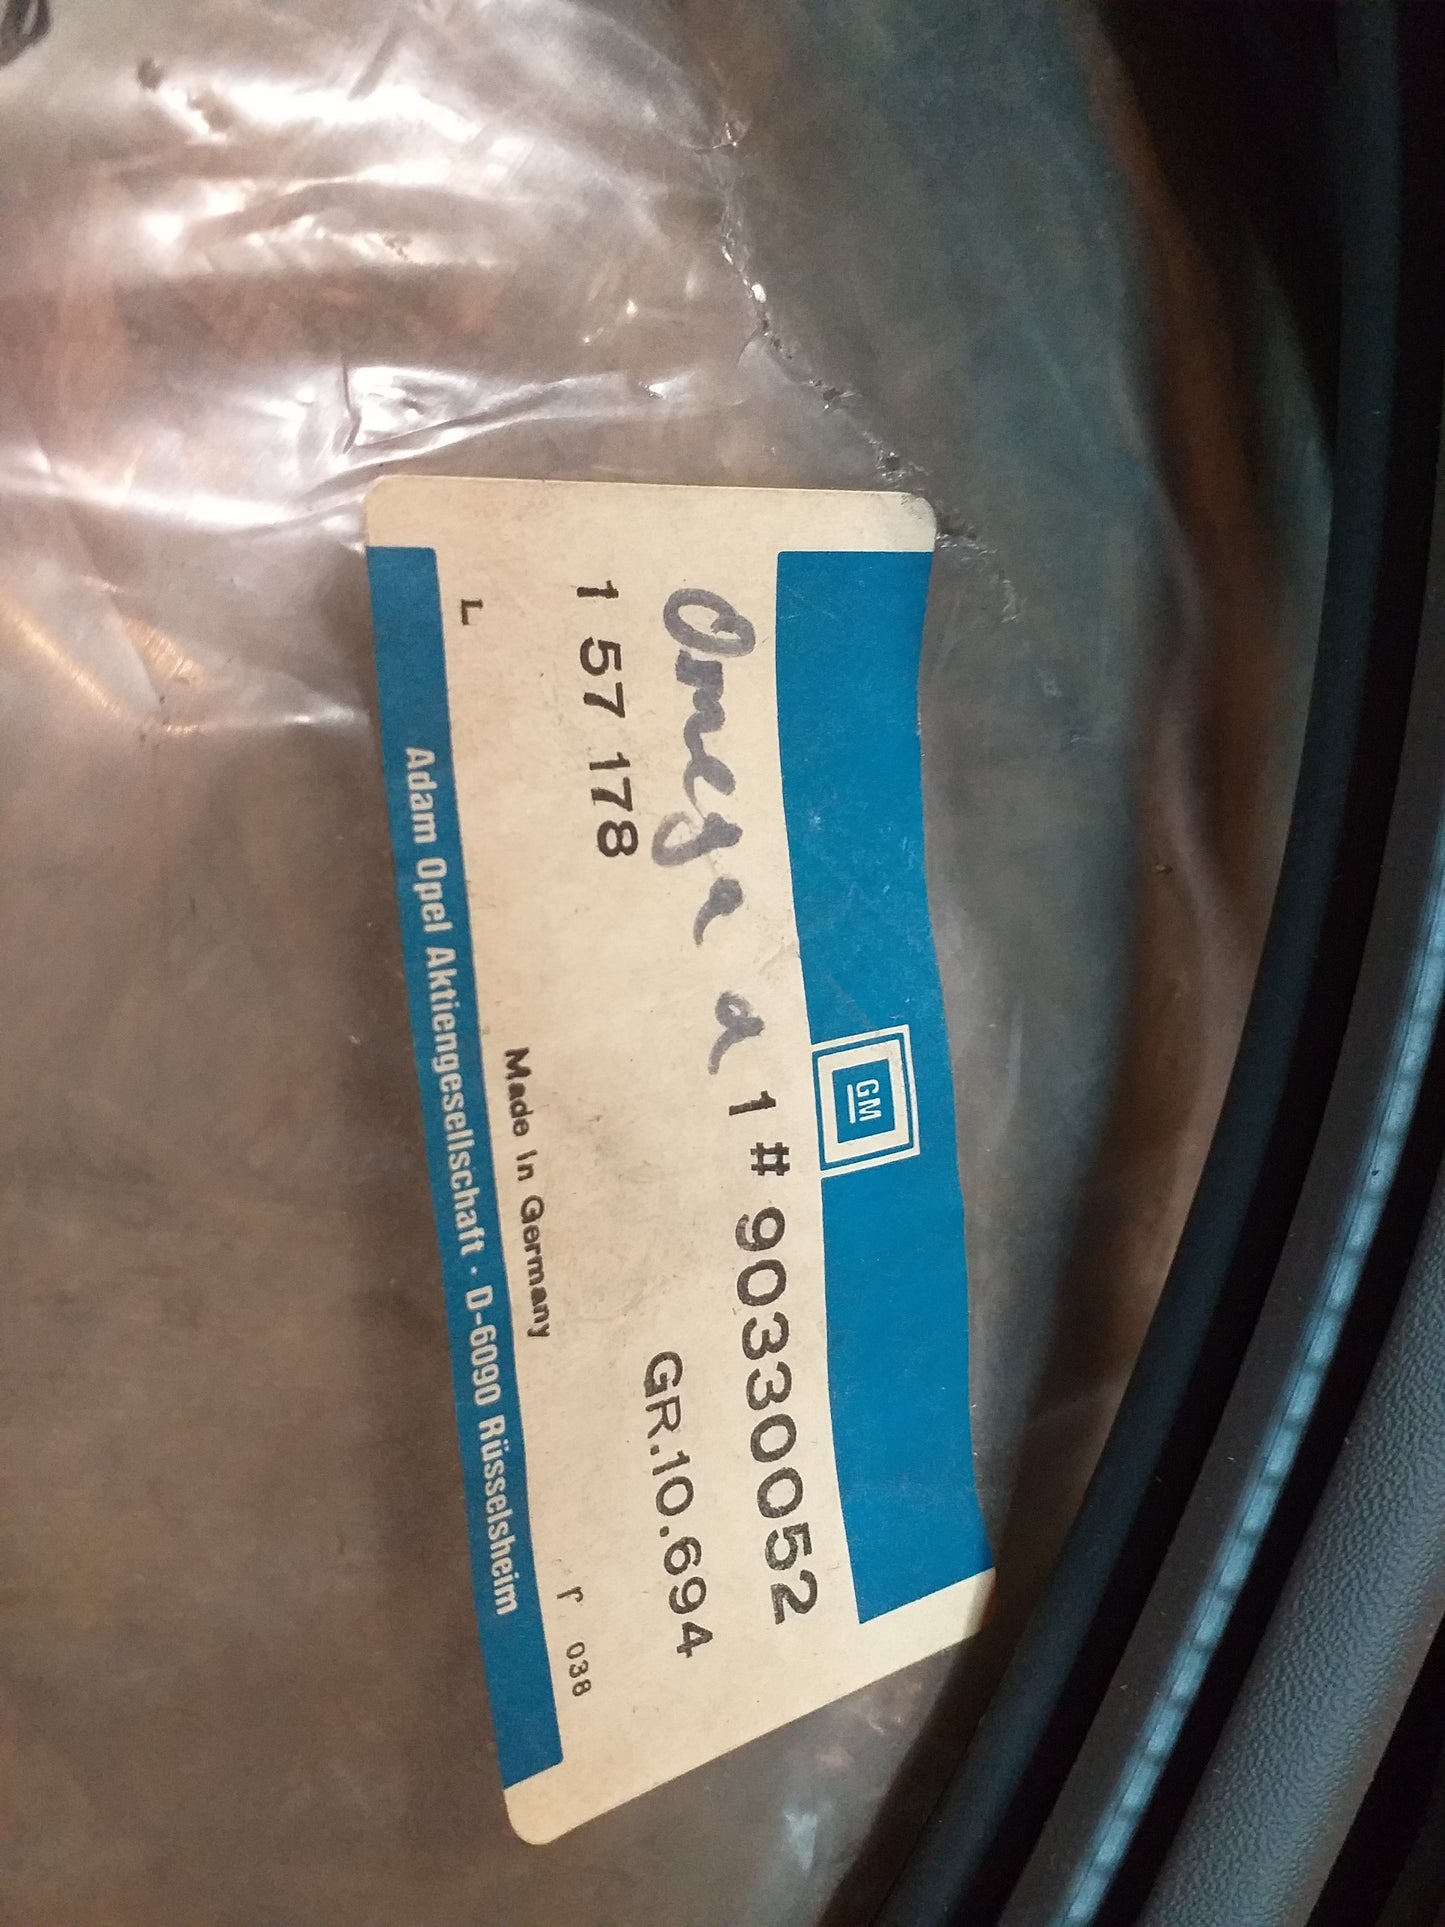 GM
Omega a 1 # 90330052
1 57 178 GR.10.694
L Made In Germany r 038
Adam Opel Aktiengesellschaft · D-6090 Rüsselsheim